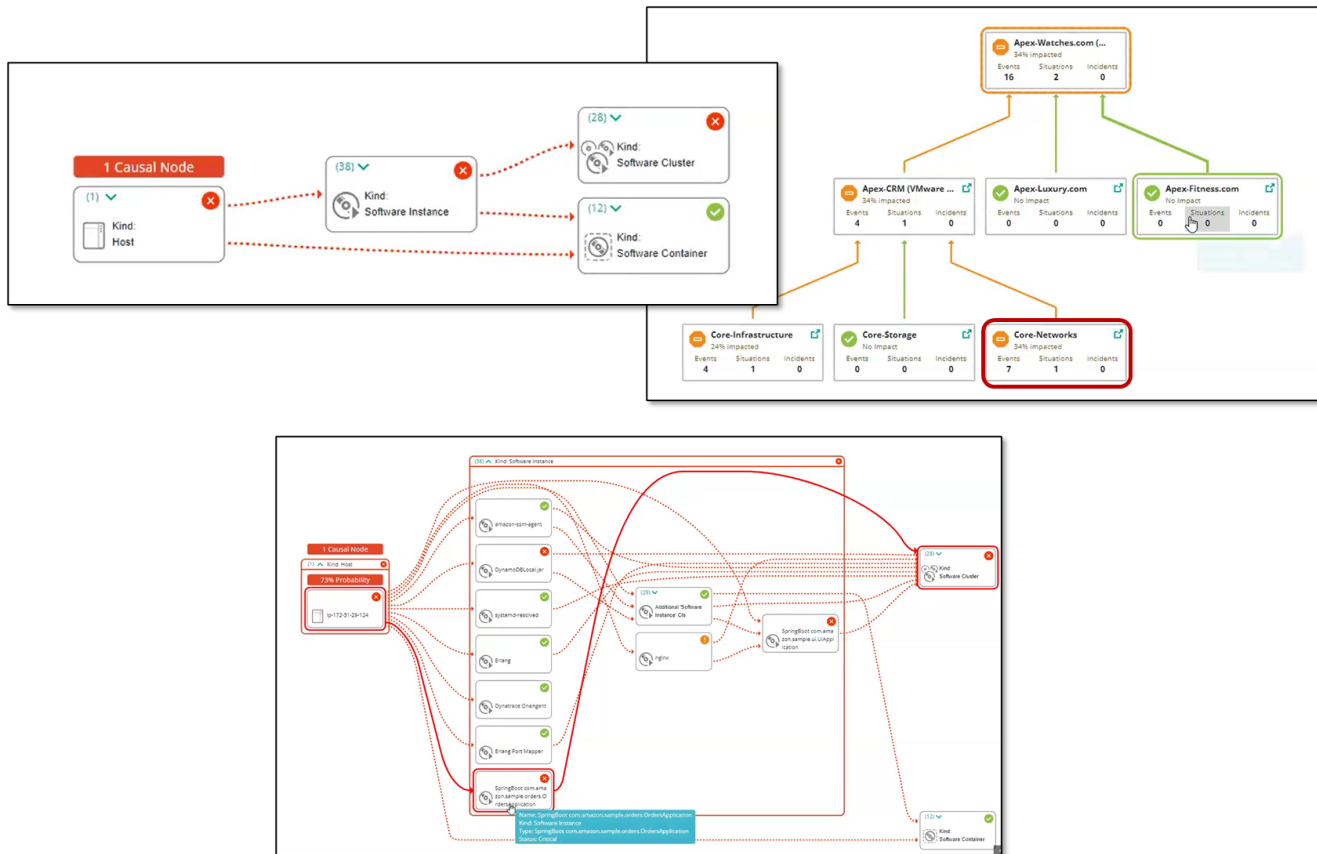 1 Causal Node
(1)
Kind:
Host
(38)
Kind:
Software Instance
(28)
Kind:
Software Cluster
(12)
Kind:
Software Container
Apex-Watches.com (...
34% impacted
Events Situations Incidents
16 2 0
Apex-CRM (VMware ...
34% impacted
Events Situations Incidents
4 1 0
Apex-Luxury.com
No Impact
Events Situations Incidents
0 0 0
Apex-Fitness.com
No Impact
Events Situations Incidents
0 0 0
Core-Infrastructure
24% impacted
Events Situations Incidents
4 1 0
Core-Storage
No Impact
Events Situations Incidents
0 0 0
Core-Networks
34% impacted
Events Situations Incidents
7 1 0
1 Causal Node
(1) Kind: Host
73% Probability
ip-172-31-29-124
Kind: Software Instance
amazon-ssm-agent
DynamoDBLocal.jar
systemd-resolved
Erlang
Dynatrace OneAgent
Erlang Port Mapper
SpringBoot com.ama
zon.sample.orders.O
rdersApplication
Name: SpringBoot com.amazon.sample.orders.OrdersApplication
Kind: Software Instance
Type: SpringBoot com.amazon.sample.orders.OrdersApplication
Status: Critical
Additional 'Software
Instance' CIs
nginx
SpringBoot com.ama
zon.sample.ui.UiAppl
ication
Kind
Software Cluster
(12)
Kind
Software Container